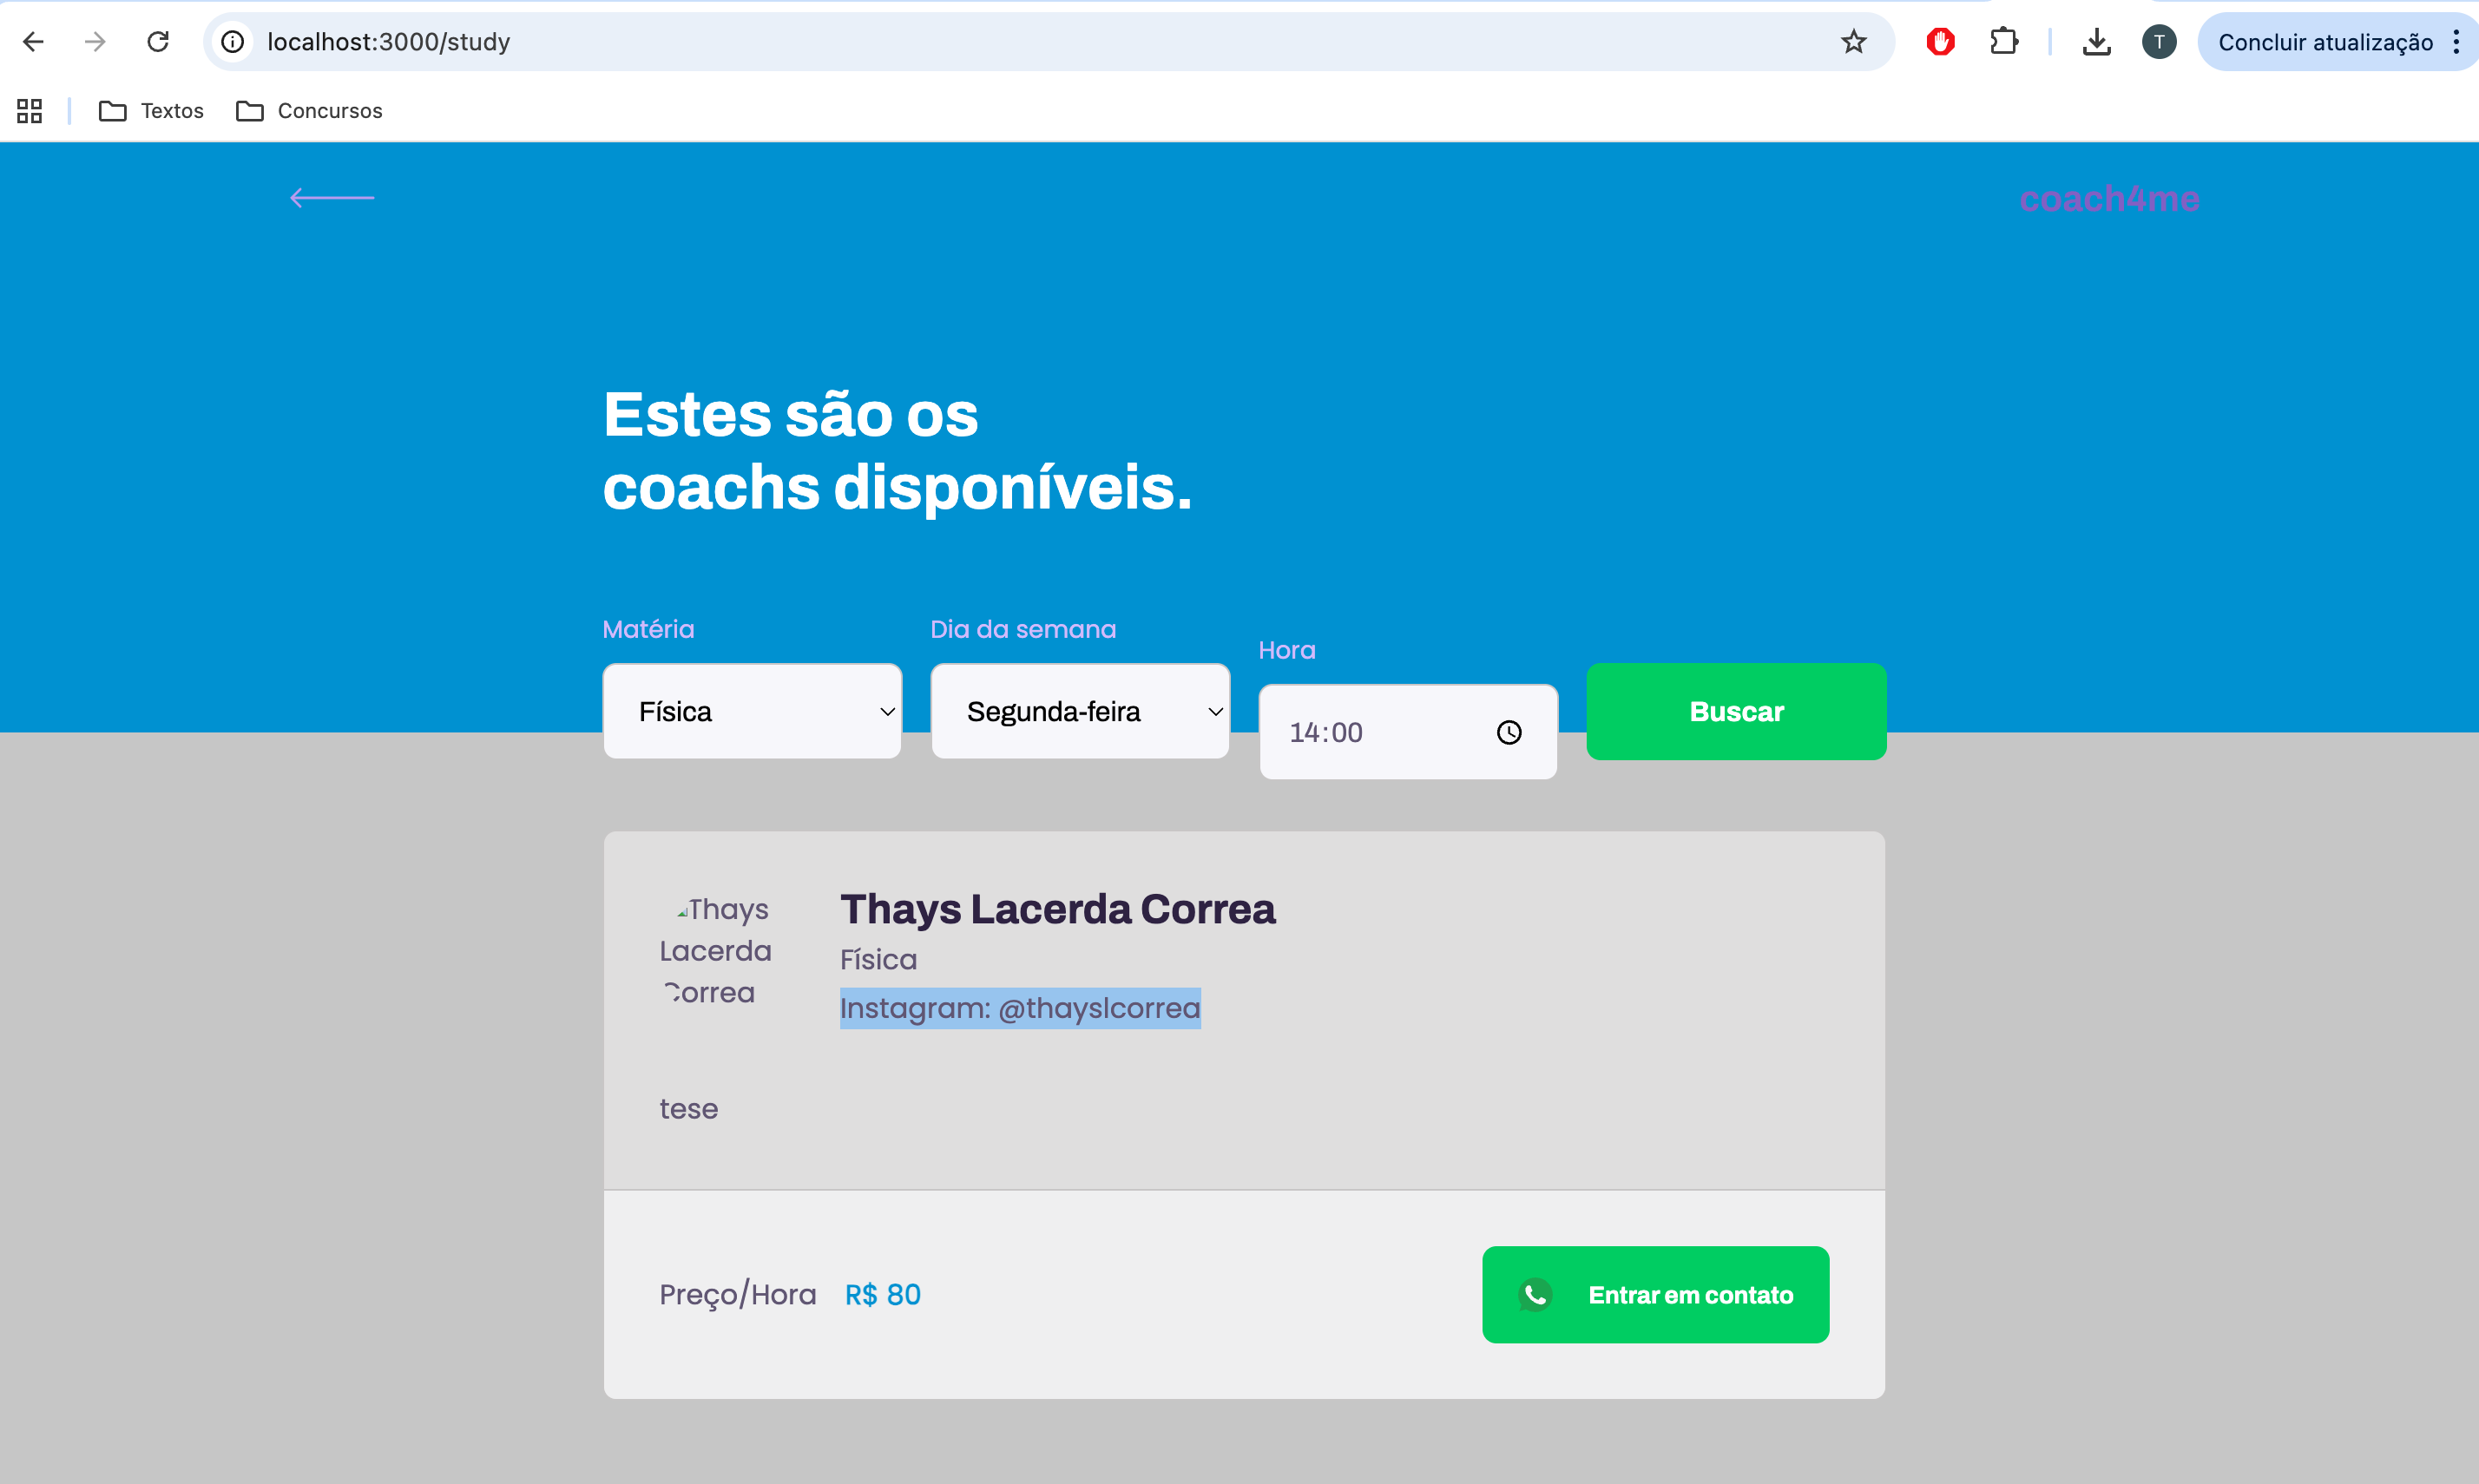 localhost:3000/study
T
Concluir atualização
Textos
Concursos
coach4me
Estes são os
coachs disponíveis.
Matéria
Dia da semana
Hora
Física
Segunda-feira
14:00
Buscar
Thays
Lacerda
Correa
Thays Lacerda Correa
Física
Instagram: @thayslcorrea
tese
Preço/Hora R$ 80
Entrar em contato